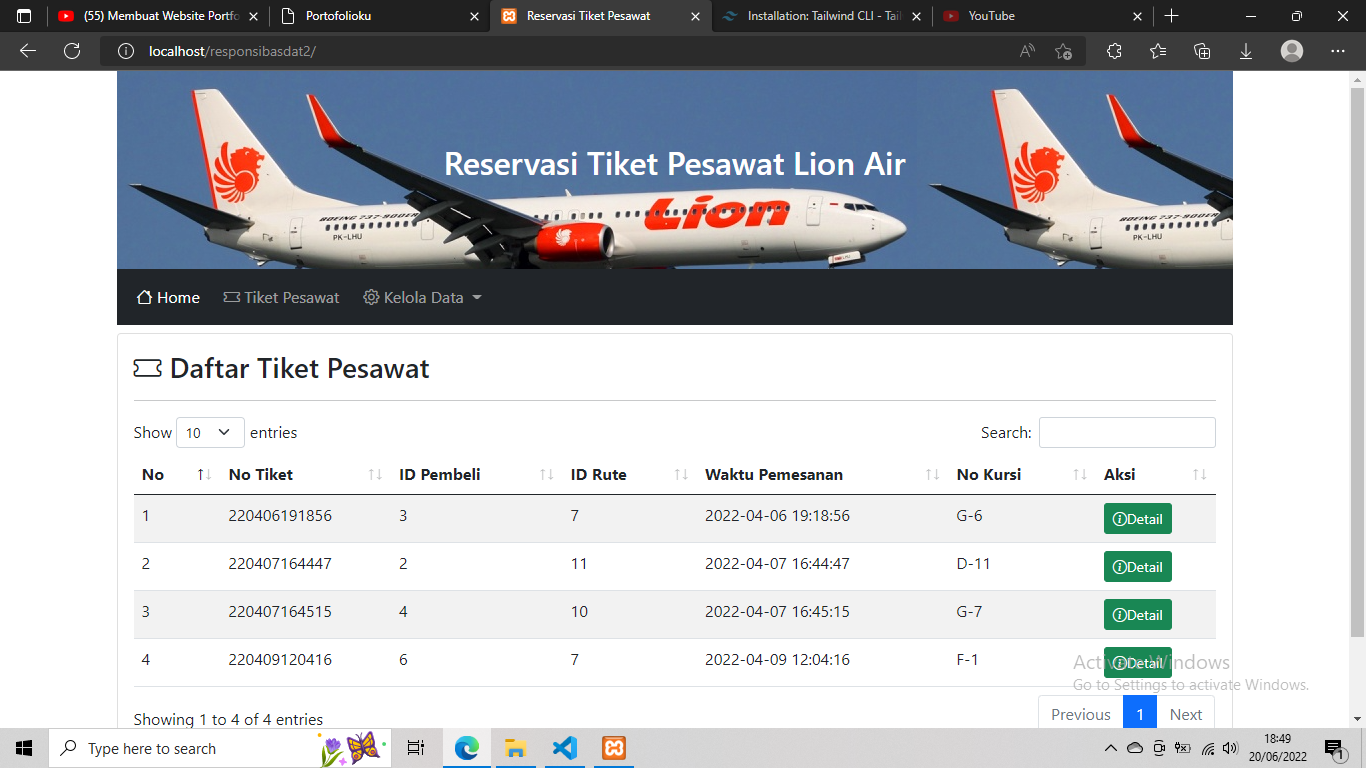 (55) Membuat Website Portfo
Portofolioku
Reservasi Tiket Pesawat
Installation: Tailwind CLI - Tail
YouTube
localhost/responsibasdat2/
Reservasi Tiket Pesawat Lion Air
BOEING 737-900ER
PK-LHU
Lion
BOEING 737-900ER
PK-LHU
Home
Tiket Pesawat
Kelola Data
Daftar Tiket Pesawat
Show 10 entries
Search:
No No Tiket ID Pembeli ID Rute Waktu Pemesanan No Kursi Aksi
1 220406191856 3 7 2022-04-06 19:18:56 G-6 Detail
2 220407164447 2 11 2022-04-07 16:44:47 D-11 Detail
3 220407164515 4 10 2022-04-07 16:45:15 G-7 Detail
4 220409120416 6 7 2022-04-09 12:04:16 F-1 Detail
Activate Windows
Go to Settings to activate Windows.
Showing 1 to 4 of 4 entries
Previous 1 Next
Type here to search
18:49
20/06/2022
1